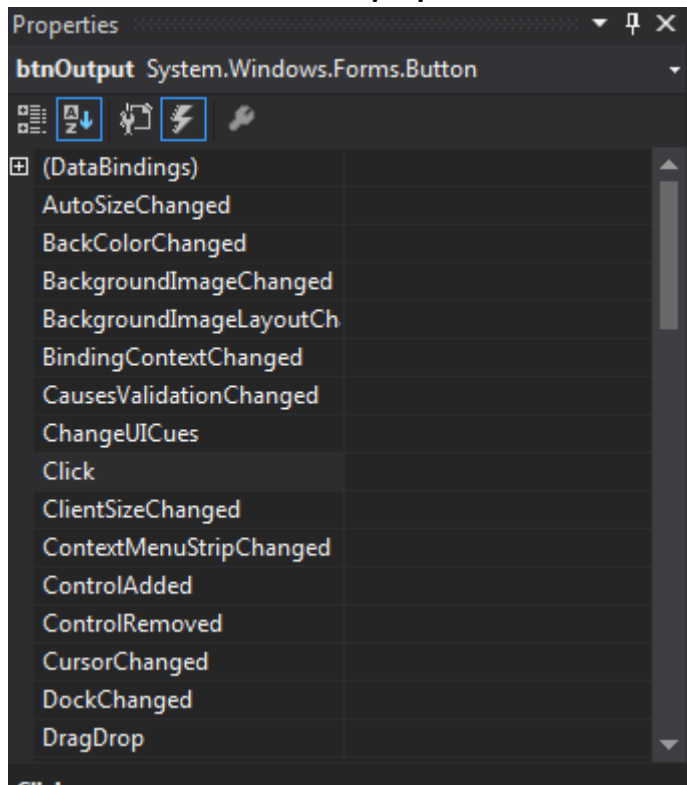 Properties
btnOutput System.Windows.Forms.Button
(DataBindings)
AutoSizeChanged
BackColorChanged
BackgroundImageChanged
BackgroundImageLayoutCh
BindingContextChanged
CausesValidationChanged
ChangeUICues
Click
ClientSizeChanged
ContextMenuStripChanged
ControlAdded
ControlRemoved
CursorChanged
DockChanged
DragDrop